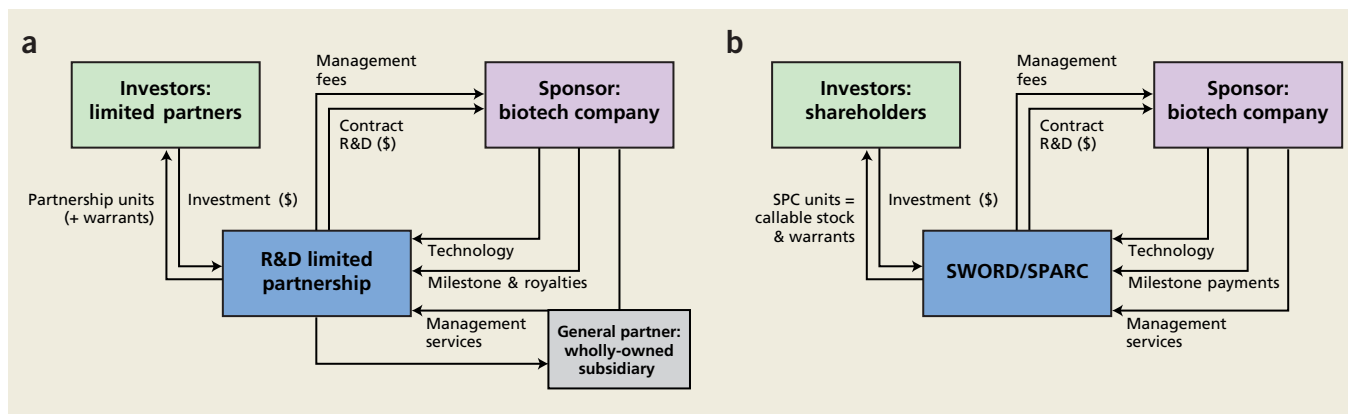 a
Investors:
limited partners
Management
fees
Sponsor:
biotech company
Contract
R&D ($)
Partnership units
(+ warrants)
Investment ($)
R&D limited
partnership
Technology
Milestone & royalties
Management
services
General partner:
wholly-owned
subsidiary
b
Investors:
shareholders
Management
fees
Sponsor:
biotech company
Contract
R&D ($)
SPC units =
callable stock
& warrants
Investment ($)
SWORD/SPARC
Technology
Milestone payments
Management
services